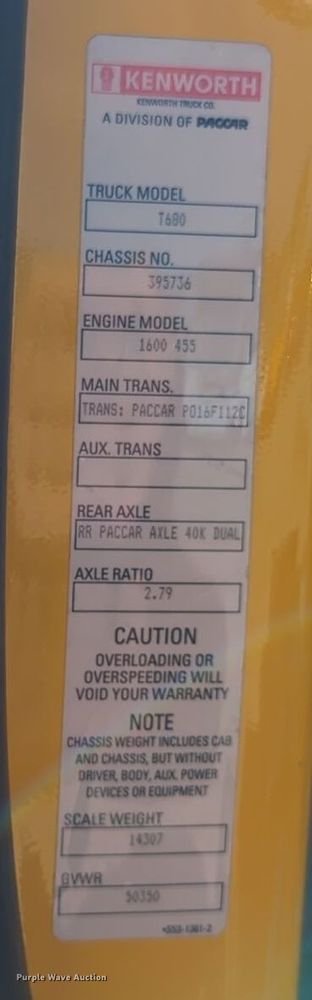 KENWORTH
KENWORTH TRUCK CO.
A DIVISION OF PACCAR
TRUCK MODEL
T680
CHASSIS NO.
395736
ENGINE MODEL
1600 455
MAIN TRANS.
TRANS: PACCAR PO16F112C
AUX. TRANS
REAR AXLE
RR PACCAR AXLE 40K DUAL
AXLE RATIO
2.79
CAUTION
OVERLOADING OR
OVERSPEEDING WILL
VOID YOUR WARRANTY
NOTE
CHASSIS WEIGHT INCLUDES CAB
AND CHASSIS, BUT WITHOUT
DRIVER, BODY, AUX. POWER
DEVICES OR EQUIPMENT
SCALE WEIGHT
14307
GVWR
50350
Purple Wave Auction